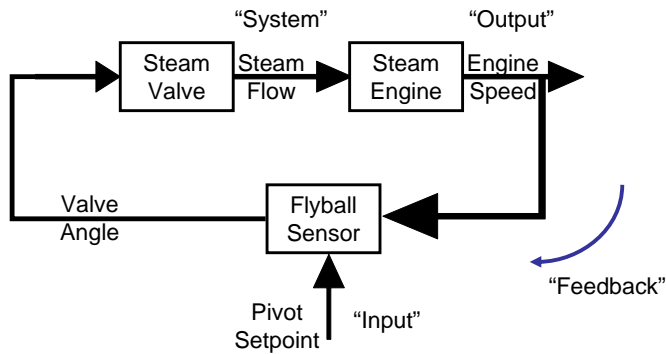 “System”
“Output”
Steam
Valve
Steam
Flow
Steam
Engine
Engine
Speed
Valve
Angle
Flyball
Sensor
“Feedback”
Pivot
Setpoint
“Input”